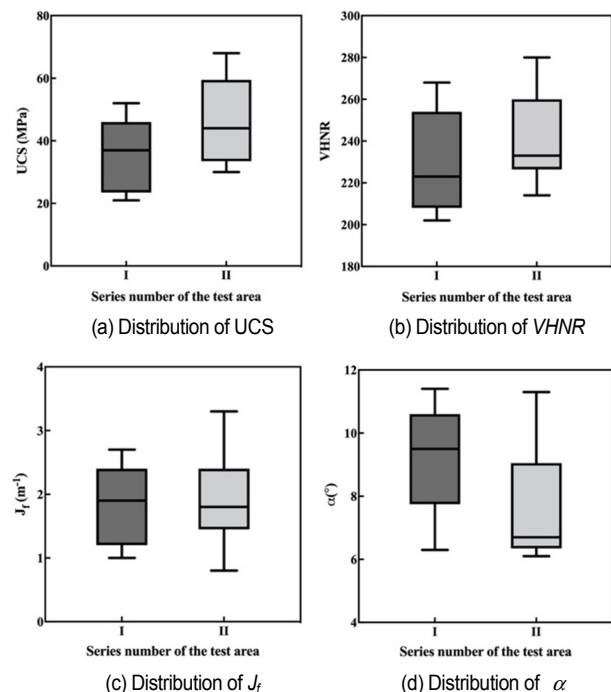 80
60
40
20
0
UCS (MPa)
I II
Series number of the test area
(a) Distribution of UCS
280
260
240
220
200
180
VHNR
I II
Series number of the test area
(b) Distribution of VHNR
4
3
2
1
0
J_f (m⁻¹)
I II
Series number of the test area
(c) Distribution of J_f
12
10
8
6
4
α(°)
I II
Series number of the test area
(d) Distribution of α